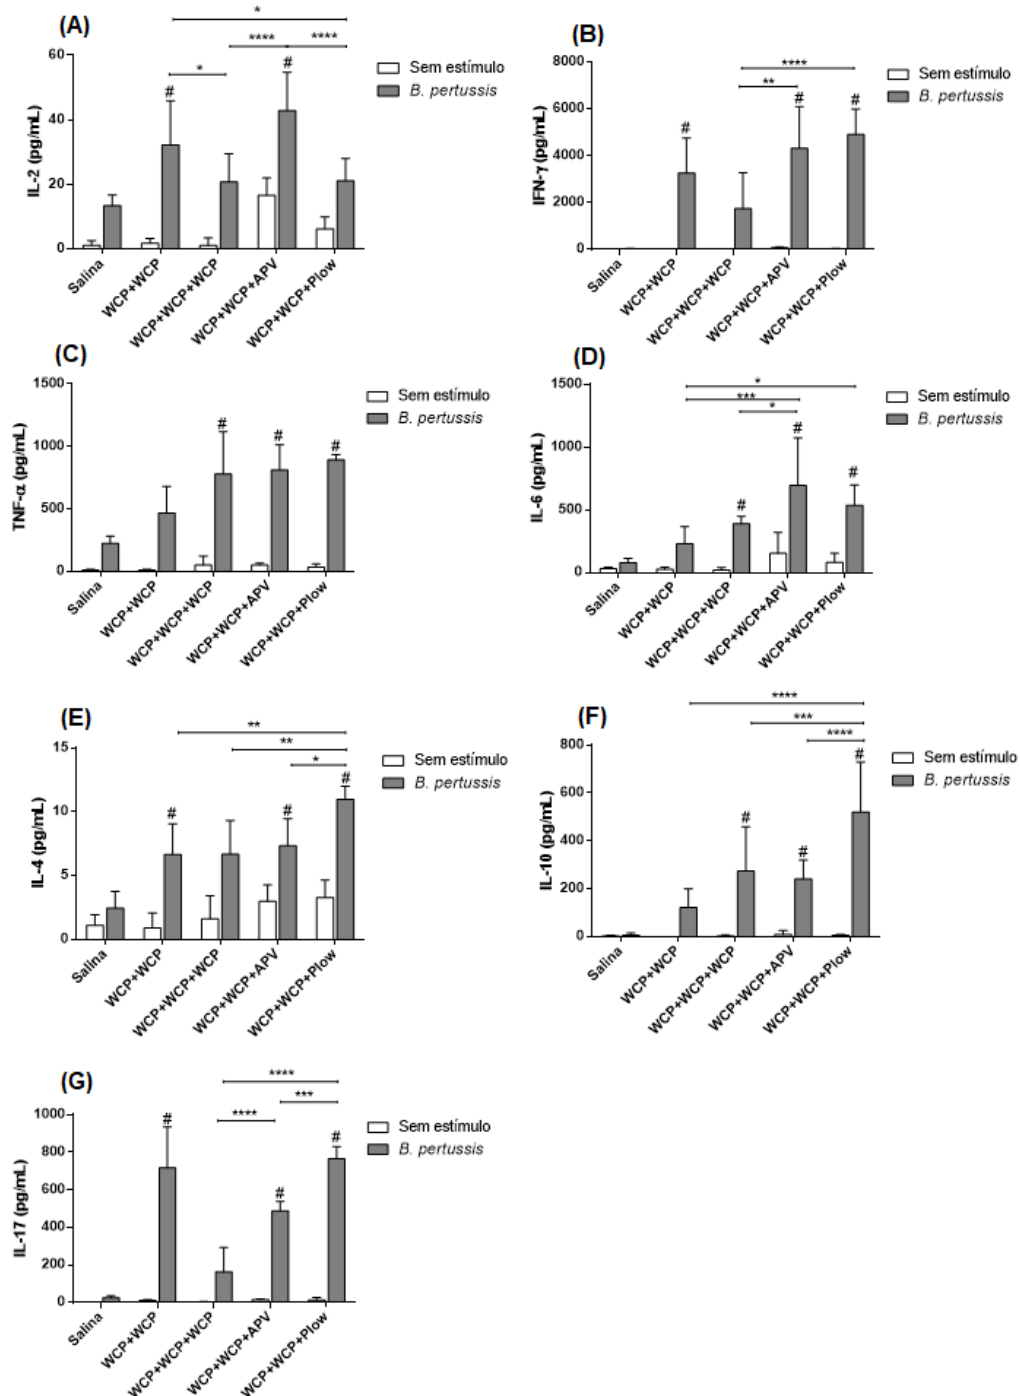 (A)
*
**** ****
*
#
#
60
40
20
0
IL-2 (pg/mL)
Sem estímulo
B. pertussis
Salina
WCP+WCP
WCP+WCP+WCP
WCP+WCP+APV
WCP+WCP+Plow
(B)
****
**
#
#
#
8000
6000
4000
2000
0
IFN-γ (pg/mL)
Sem estímulo
B. pertussis
Salina
WCP+WCP
WCP+WCP+WCP
WCP+WCP+APV
WCP+WCP+Plow
(C)
#
#
#
1500
1000
500
0
TNF-α (pg/mL)
Sem estímulo
B. pertussis
Salina
WCP+WCP
WCP+WCP+WCP
WCP+WCP+APV
WCP+WCP+Plow
(D)
*
***
*
#
#
#
1500
1000
500
0
IL-6 (pg/mL)
Sem estímulo
B. pertussis
Salina
WCP+WCP
WCP+WCP+WCP
WCP+WCP+APV
WCP+WCP+Plow
(E)
**
**
*
#
#
#
15
10
5
0
IL-4 (pg/mL)
Sem estímulo
B. pertussis
Salina
WCP+WCP
WCP+WCP+WCP
WCP+WCP+APV
WCP+WCP+Plow
(F)
****
***
****
#
#
#
800
600
400
200
0
IL-10 (pg/mL)
Sem estímulo
B. pertussis
Salina
WCP+WCP
WCP+WCP+WCP
WCP+WCP+APV
WCP+WCP+Plow
(G)
****
***
****
#
#
#
1000
800
600
400
200
0
IL-17 (pg/mL)
Sem estímulo
B. pertussis
Salina
WCP+WCP
WCP+WCP+WCP
WCP+WCP+APV
WCP+WCP+Plow